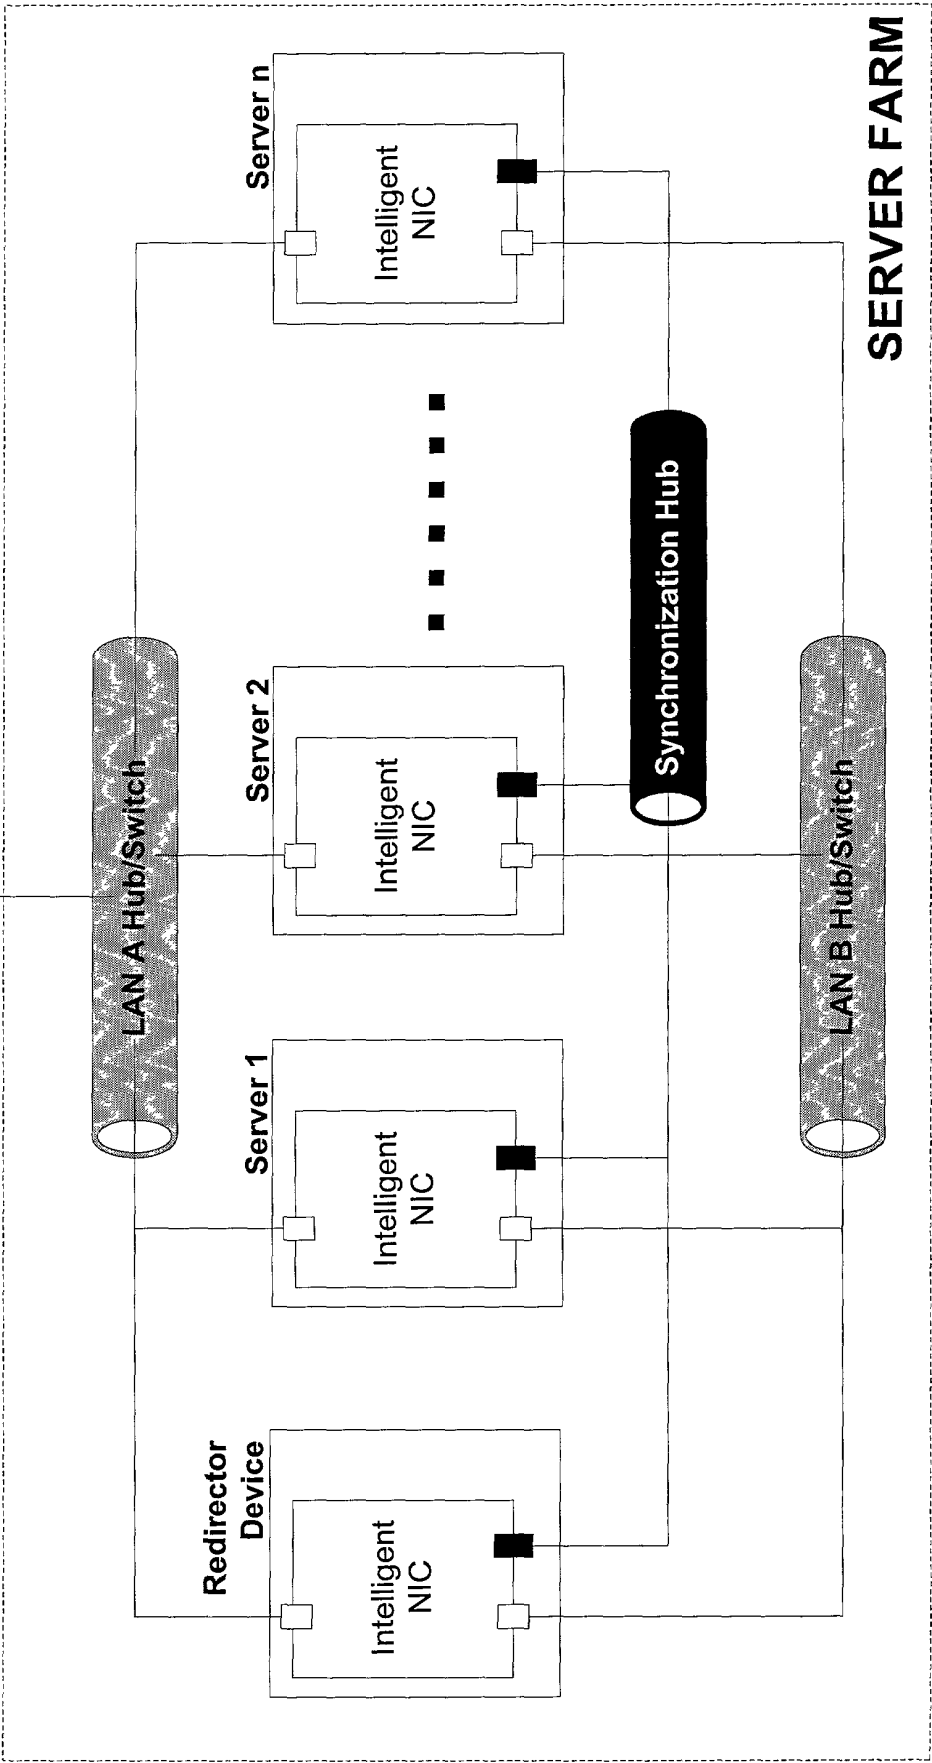 LAN A Hub/Switch
Redirector
Device
Server 1
Server 2
Server n
Intelligent
NIC
Intelligent
NIC
Intelligent
NIC
Intelligent
NIC
Synchronization Hub
LAN B Hub/Switch
SERVER FARM